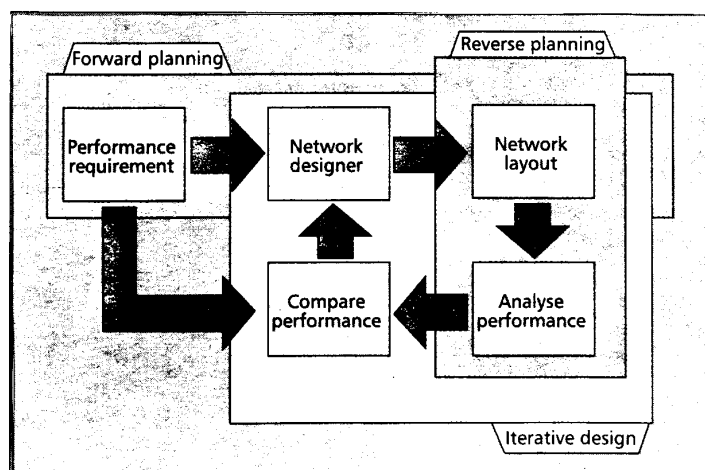 Forward planning
Reverse planning
Performance
requirement
Network
designer
Network
layout
Compare
performance
Analyse
performance
Iterative design